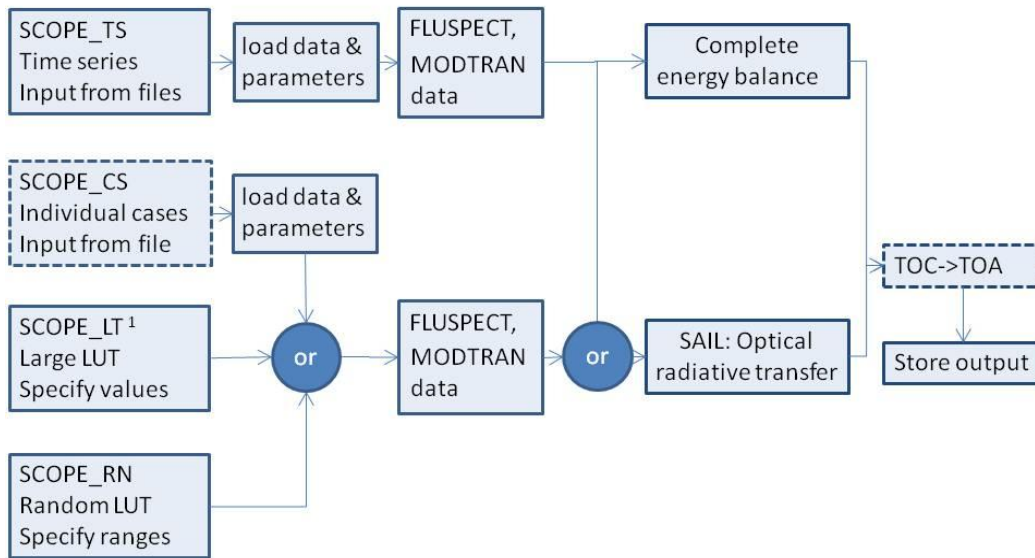 SCOPE_TS
Time series
Input from files
load data &
parameters
FLUSPECT,
MODTRAN
data
Complete
energy balance
SCOPE_CS
Individual cases
Input from file
load data &
parameters
TOC->TOA
SCOPE_LT 1
Large LUT
Specify values
or
FLUSPECT,
MODTRAN
data
or
SAIL: Optical
radiative transfer
Store output
SCOPE_RN
Random LUT
Specify ranges